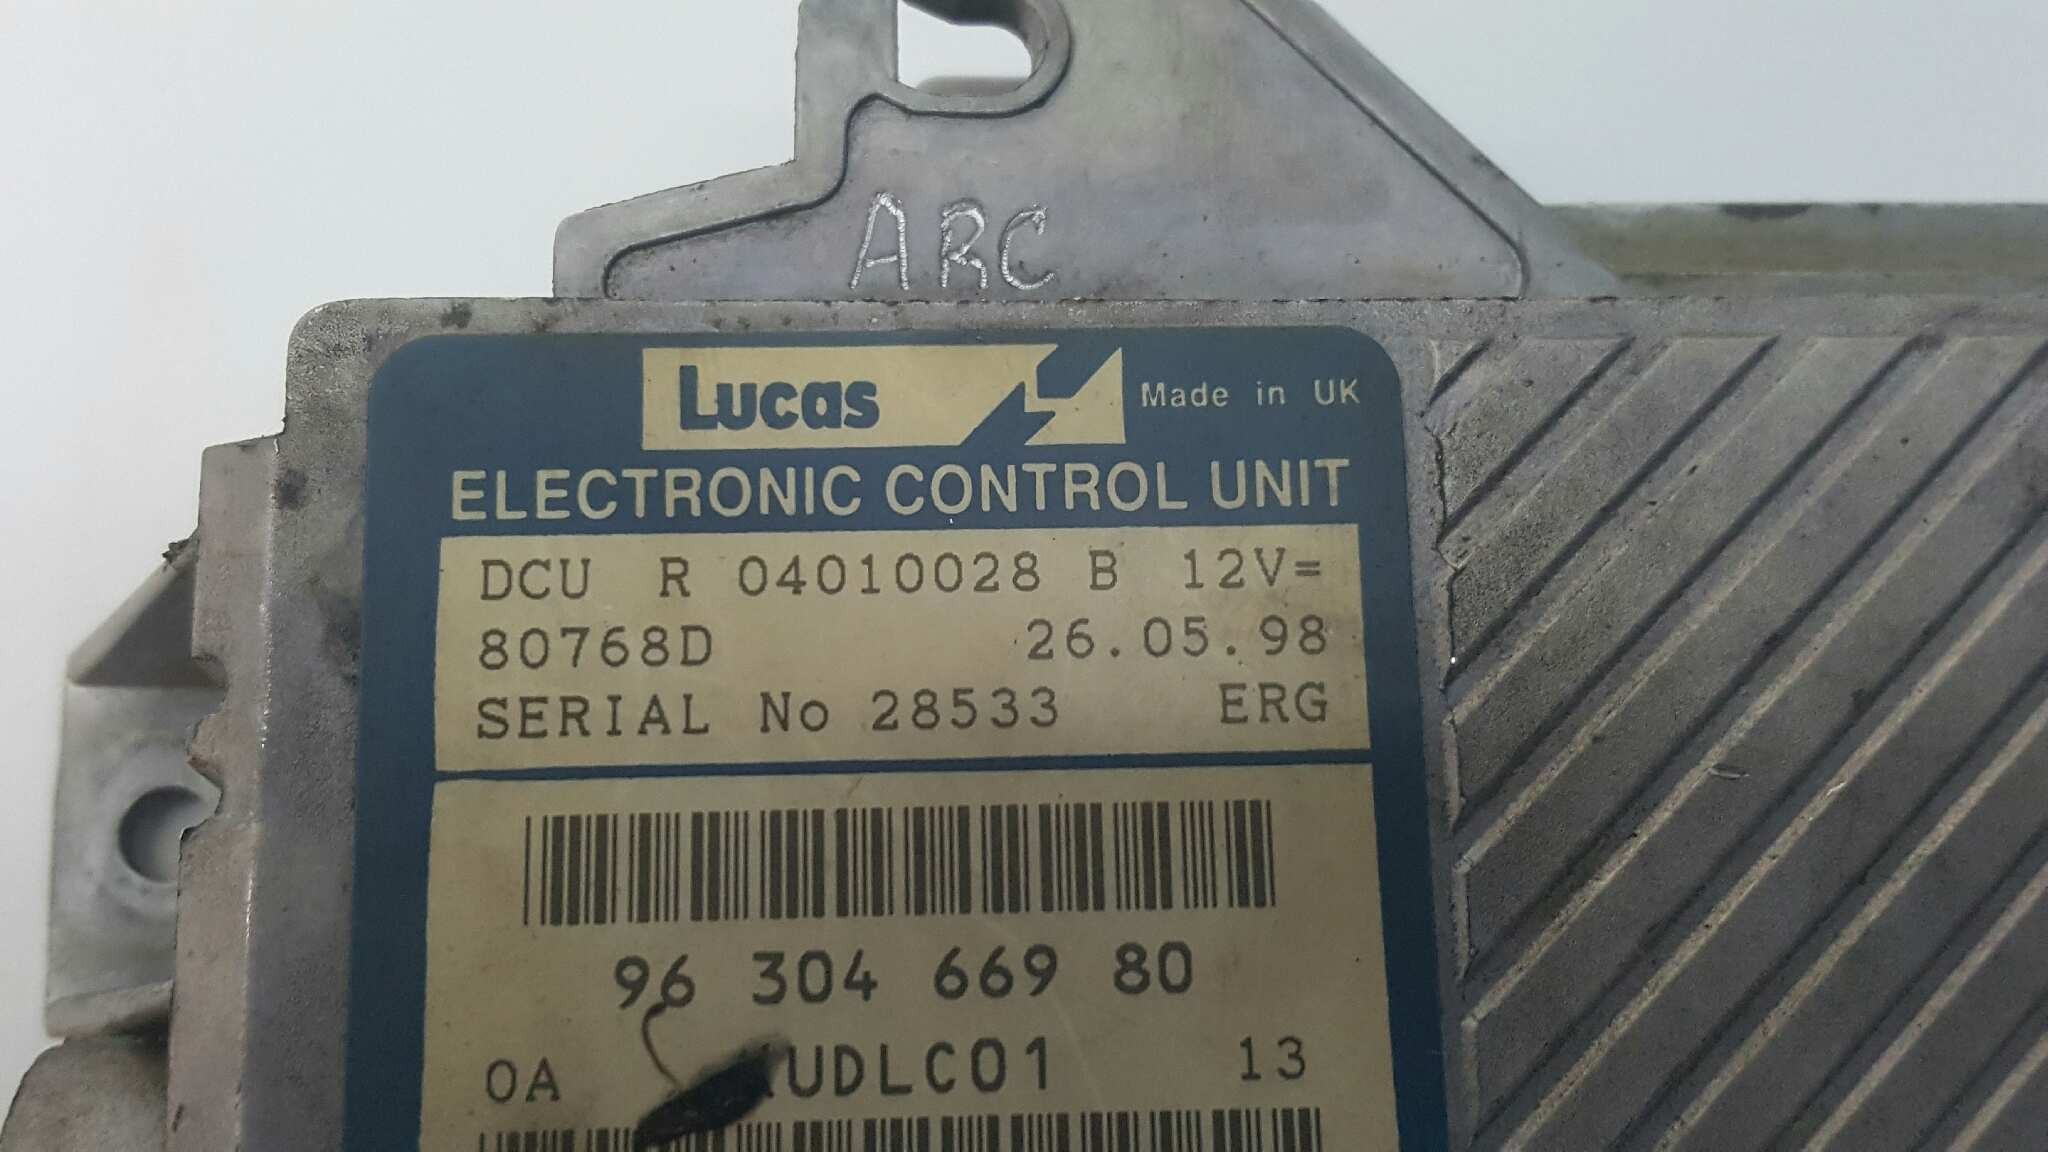 ARC
Lucas Made in UK
ELECTRONIC CONTROL UNIT
DCU R 04010028 B 12V=
80768D 26.05.98
SERIAL No 28533 ERG
96 304 669 80
0A 13